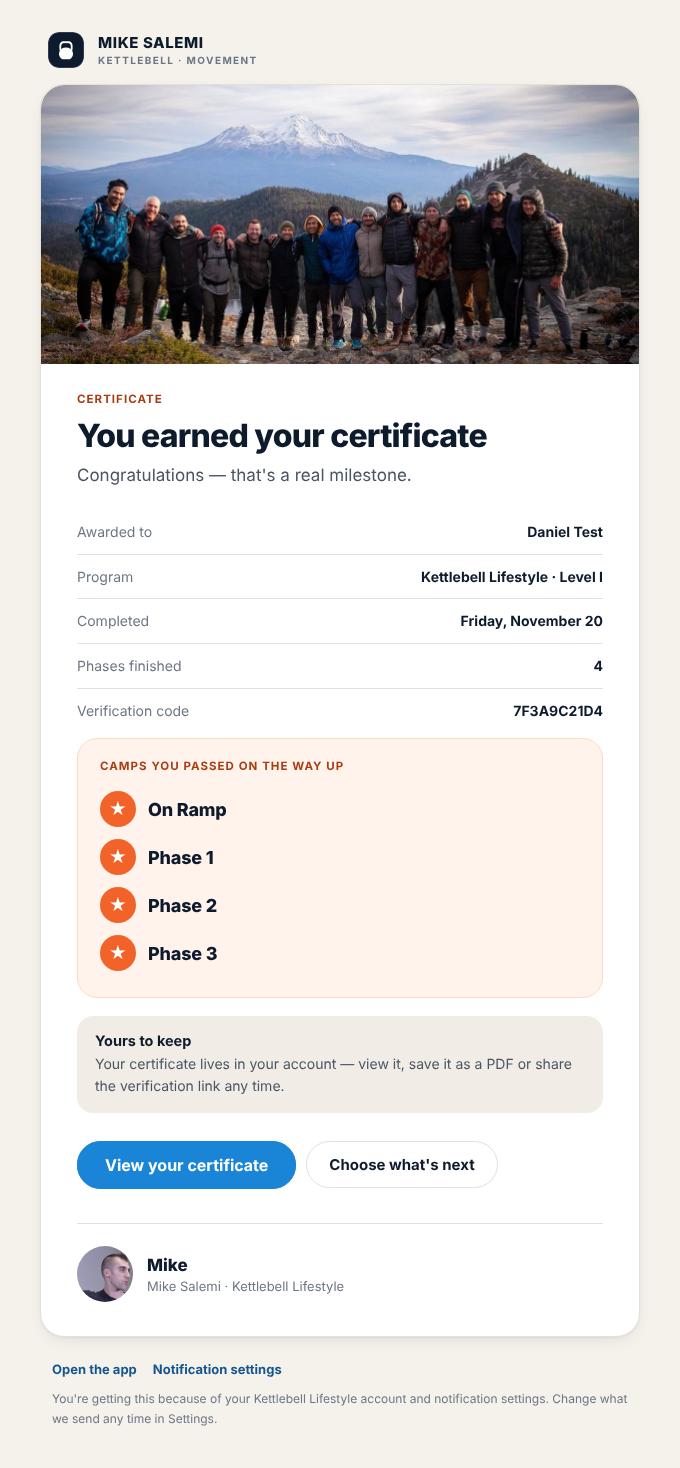 MIKE SALEMI
KETTLEBELL · MOVEMENT
CERTIFICATE
You earned your certificate
Congratulations — that's a real milestone.
Awarded to Daniel Test
Program Kettlebell Lifestyle · Level I
Completed Friday, November 20
Phases finished 4
Verification code 7F3A9C21D4
CAMPS YOU PASSED ON THE WAY UP
★ On Ramp
★ Phase 1
★ Phase 2
★ Phase 3
Yours to keep
Your certificate lives in your account — view it, save it as a PDF or share
the verification link any time.
View your certificate Choose what's next
Mike
Mike Salemi · Kettlebell Lifestyle
Open the app Notification settings
You're getting this because of your Kettlebell Lifestyle account and notification settings. Change what
we send any time in Settings.